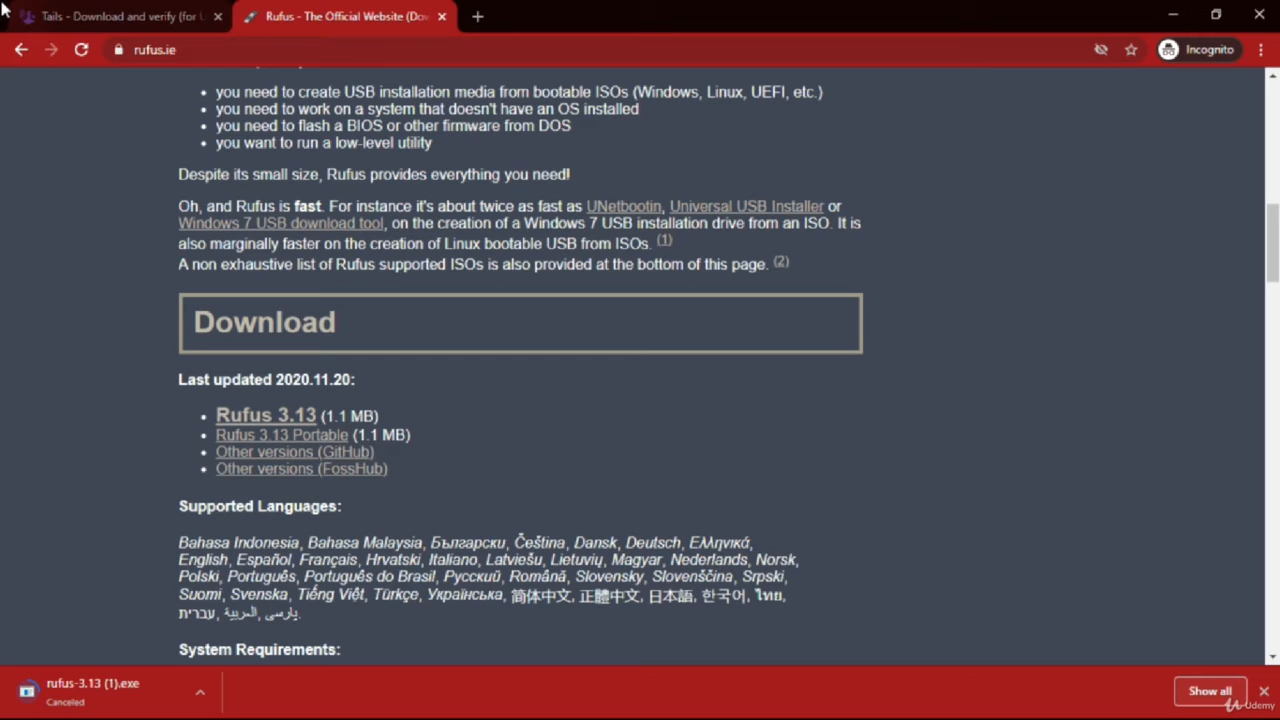 Tails - Download and verify (for U
Rufus - The Official Website (Dow
rufus.ie
Incognito
you need to create USB installation media from bootable ISOs (Windows, Linux, UEFI, etc.)
you need to work on a system that doesn't have an OS installed
you need to flash a BIOS or other firmware from DOS
you want to run a low-level utility
Despite its small size, Rufus provides everything you need!
Oh, and Rufus is fast. For instance it's about twice as fast as UNetbootin, Universal USB Installer or
Windows 7 USB download tool, on the creation of a Windows 7 USB installation drive from an ISO. It is
also marginally faster on the creation of Linux bootable USB from ISOs. (1)
A non exhaustive list of Rufus supported ISOs is also provided at the bottom of this page. (2)
Download
Last updated 2020.11.20:
Rufus 3.13 (1.1 MB)
Rufus 3.13 Portable (1.1 MB)
Other versions (GitHub)
Other versions (FossHub)
Supported Languages:
Bahasa Indonesia, Bahasa Malaysia, Български, Čeština, Dansk, Deutsch, Ελληνικά,
English, Español, Français, Hrvatski, Italiano, Latviešu, Lietuvių, Magyar, Nederlands, Norsk,
Polski, Português, Português do Brasil, Русский, Română, Slovensky, Slovenščina, Srpski,
Suomi, Svenska, Tiếng Việt, Türkçe, Українська, 简体中文, 正體中文, 日本語, 한국어, ไทย,
עברית, العربية, پارسی.
System Requirements:
rufus-3.13 (1).exe
Canceled
Show all
Udemy